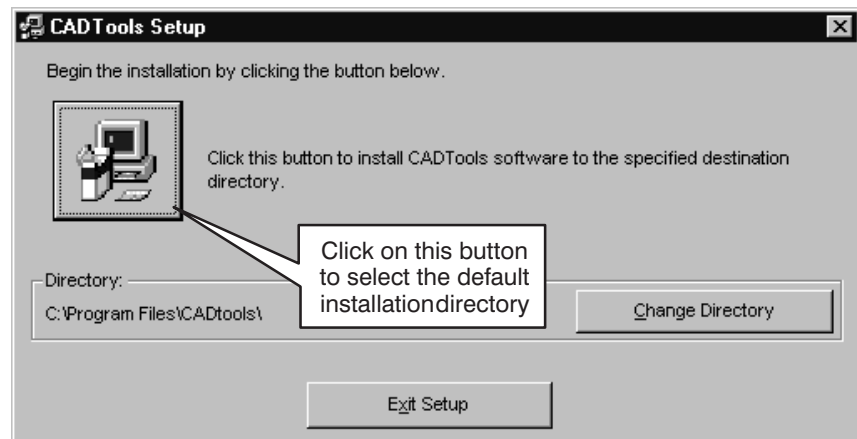 CADTools Setup
Begin the installation by clicking the button below.
Click this button to install CADTools software to the specified destination
directory.
Click on this button
to select the default
installationdirectory
Directory:
C:\Program Files\CADtools\
Change Directory
Exit Setup